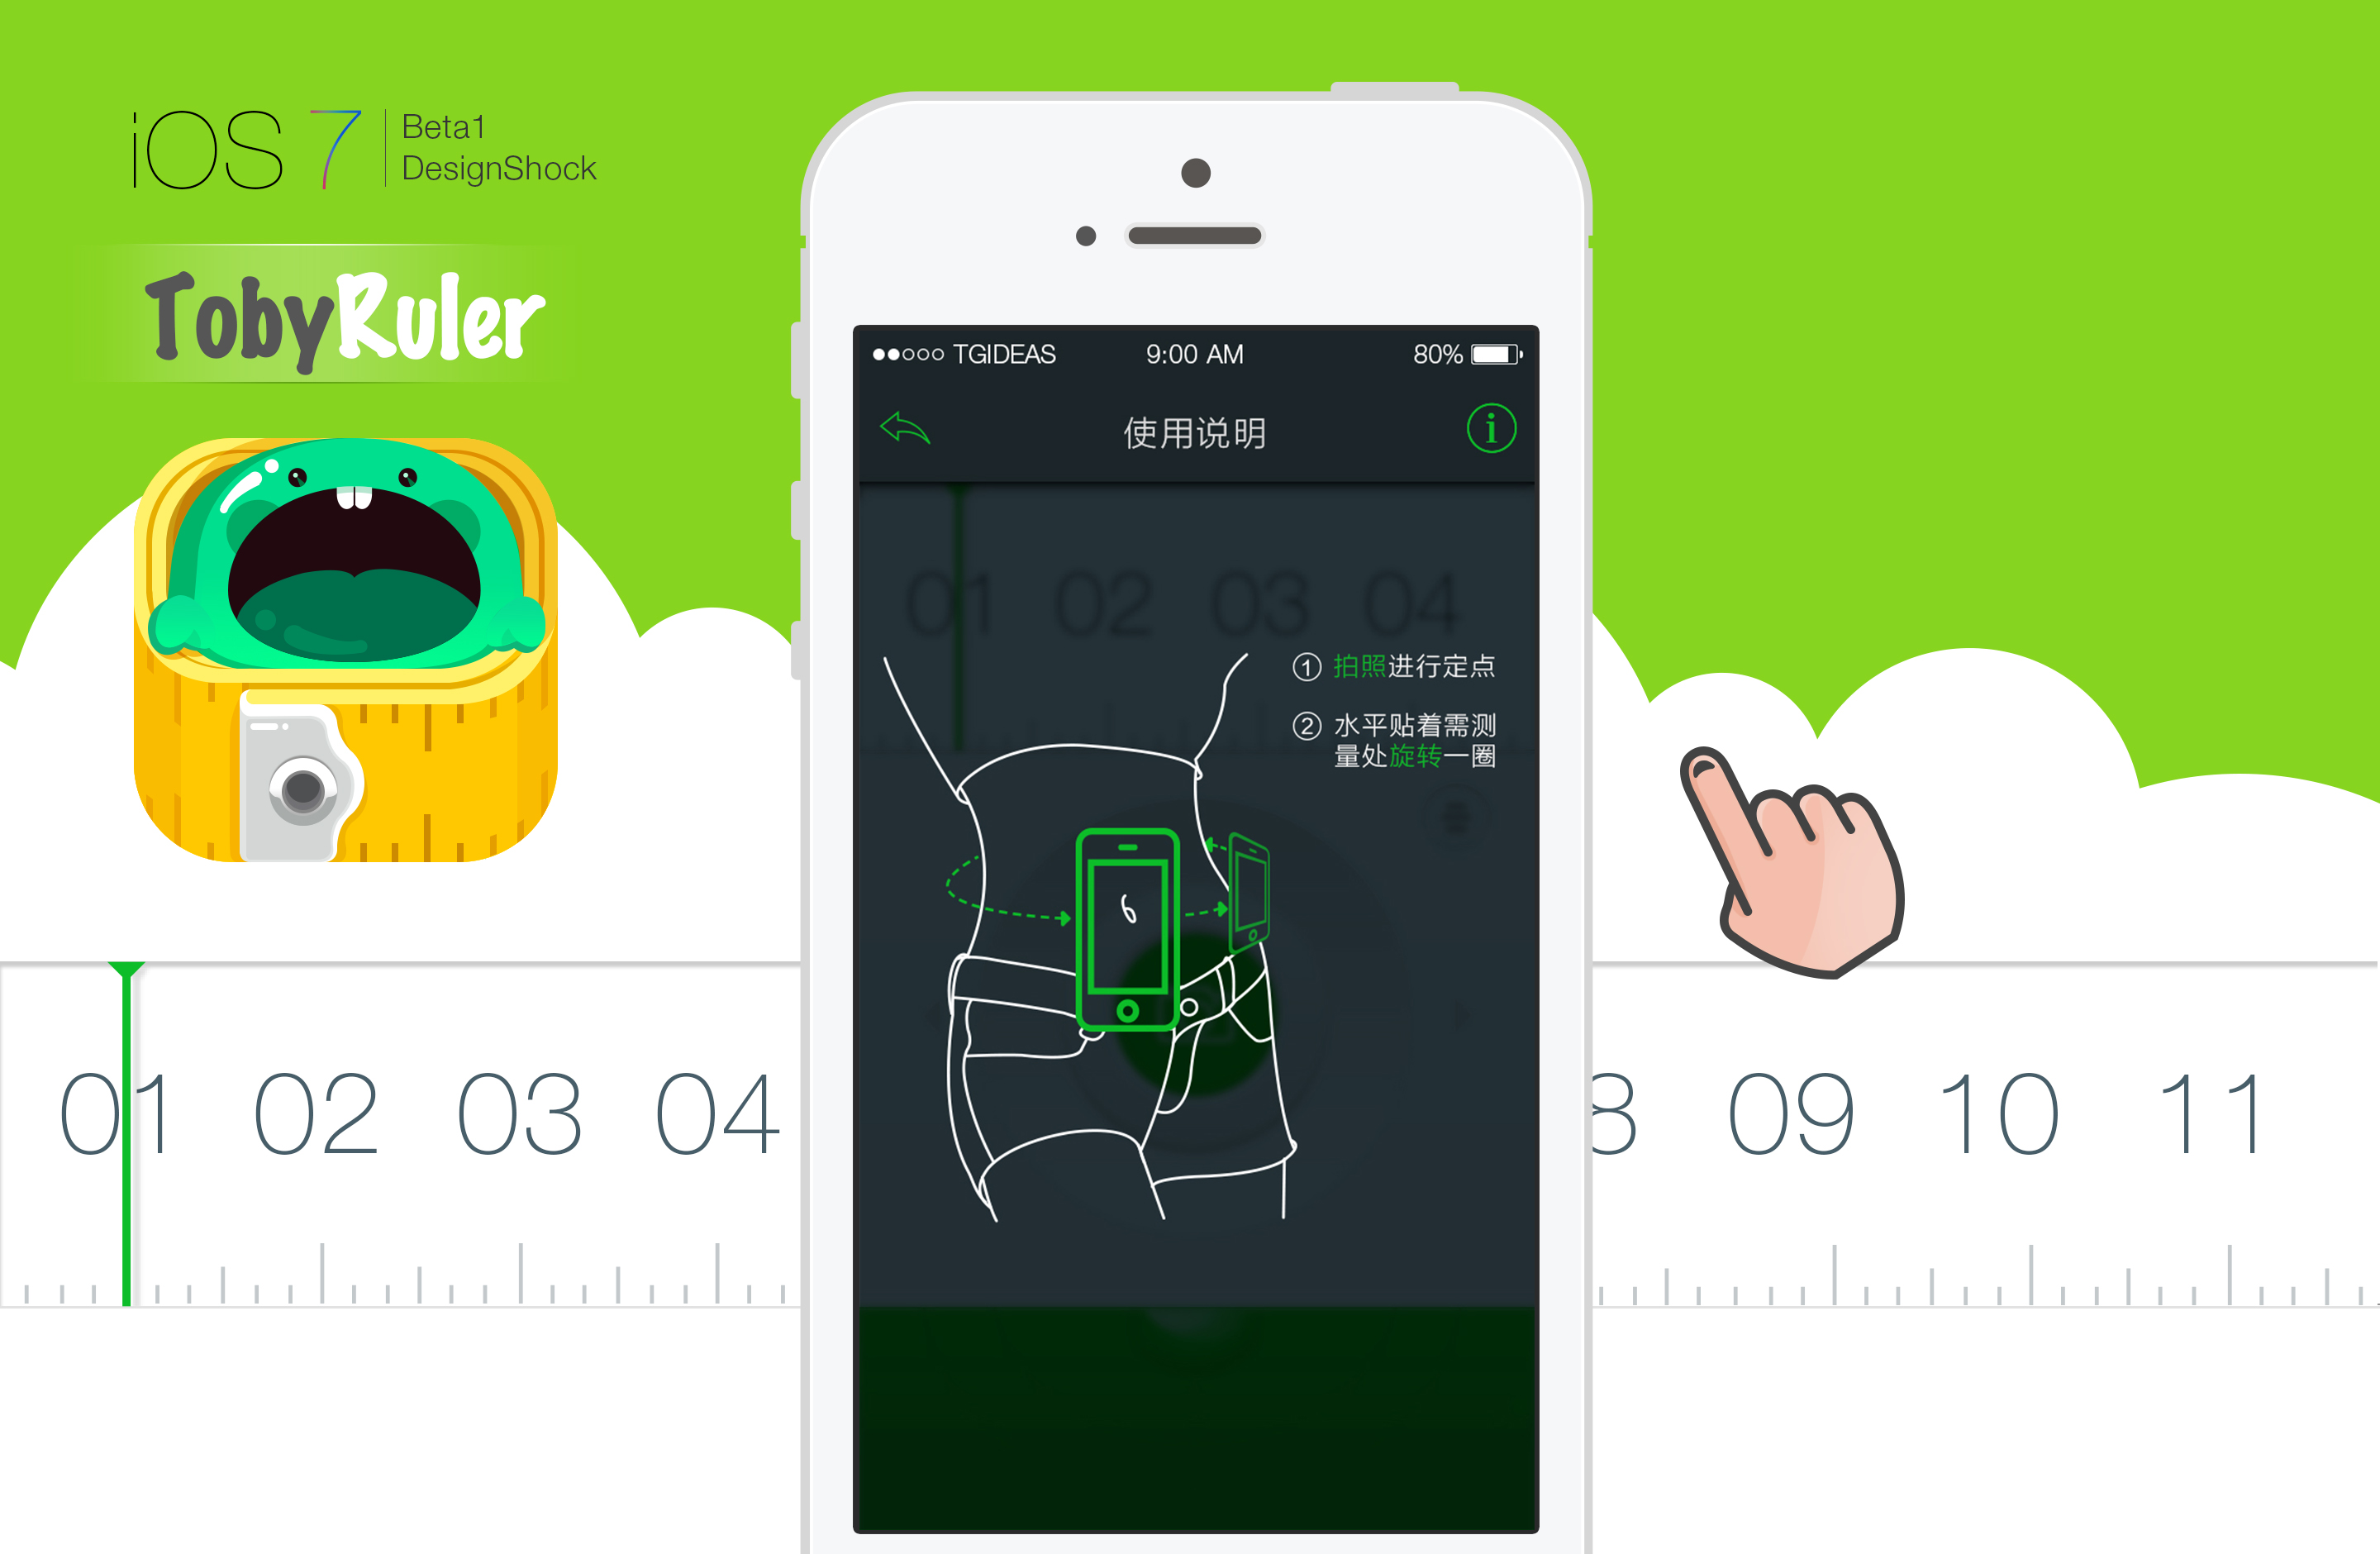 iOS 7
Beta1
DesignShock
TobyRuler
TGIDEAS 9:00 AM 80%
使用说明
i
01 02 03 04
① 拍照进行定点
② 水平贴着需测
量处旋转一圈
01 02 03 04 8 09 10 11